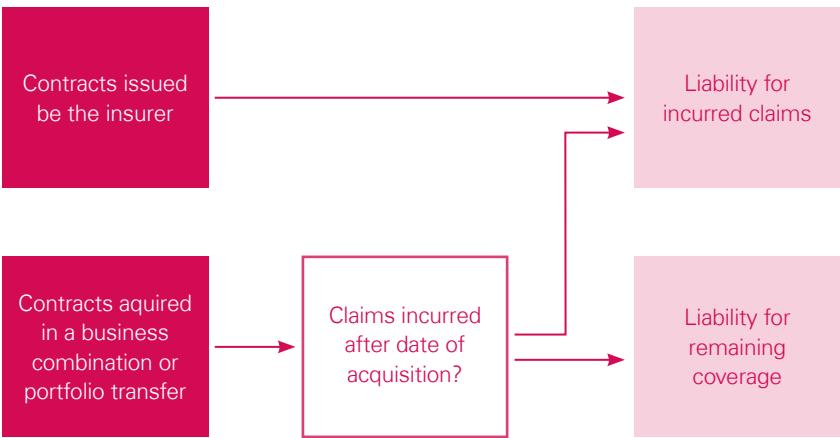 Contracts issued
be the insurer
Liability for
incurred claims
Contracts aquired
in a business
combination or
portfolio transfer
Claims incurred
after date of
acquisition?
Liability for
remaining
coverage